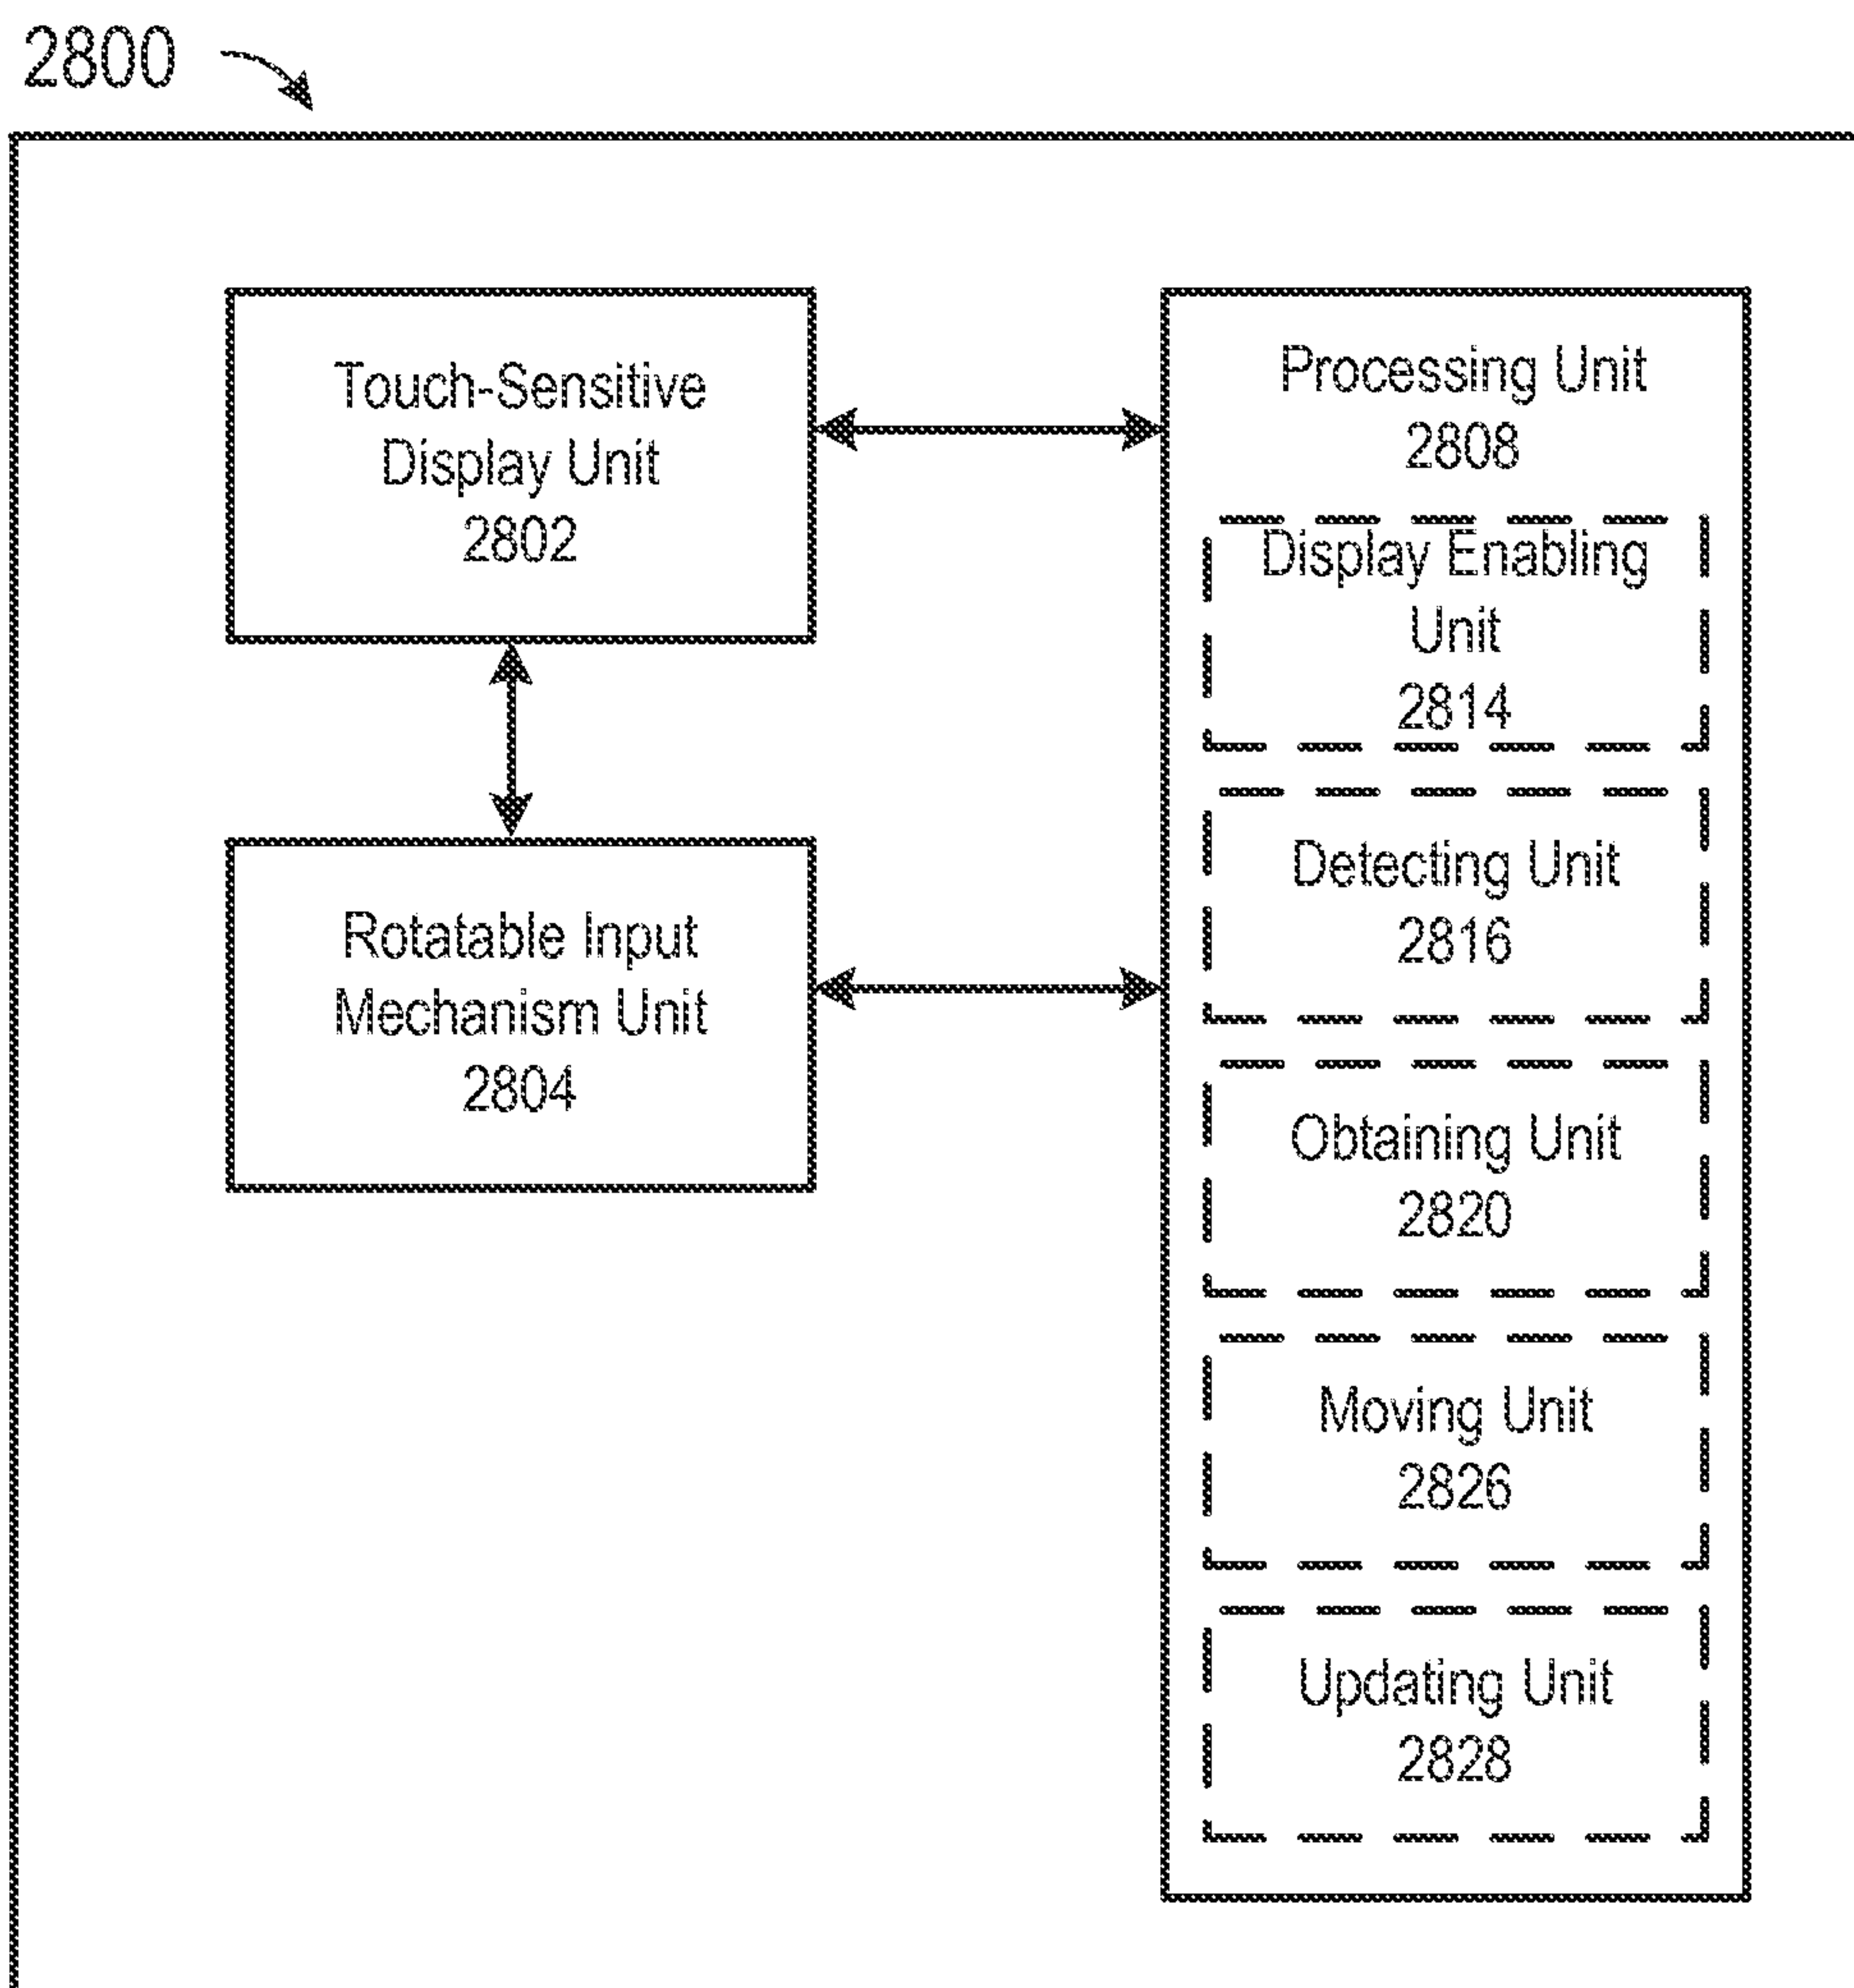 2800
Touch-Sensitive
Display Unit
2802
Rotatable Input
Mechanism Unit
2804
Processing Unit
2808
Display Enabling
Unit
2814
Detecting Unit
2816
Obtaining Unit
2820
Moving Unit
2826
Updating Unit
2828